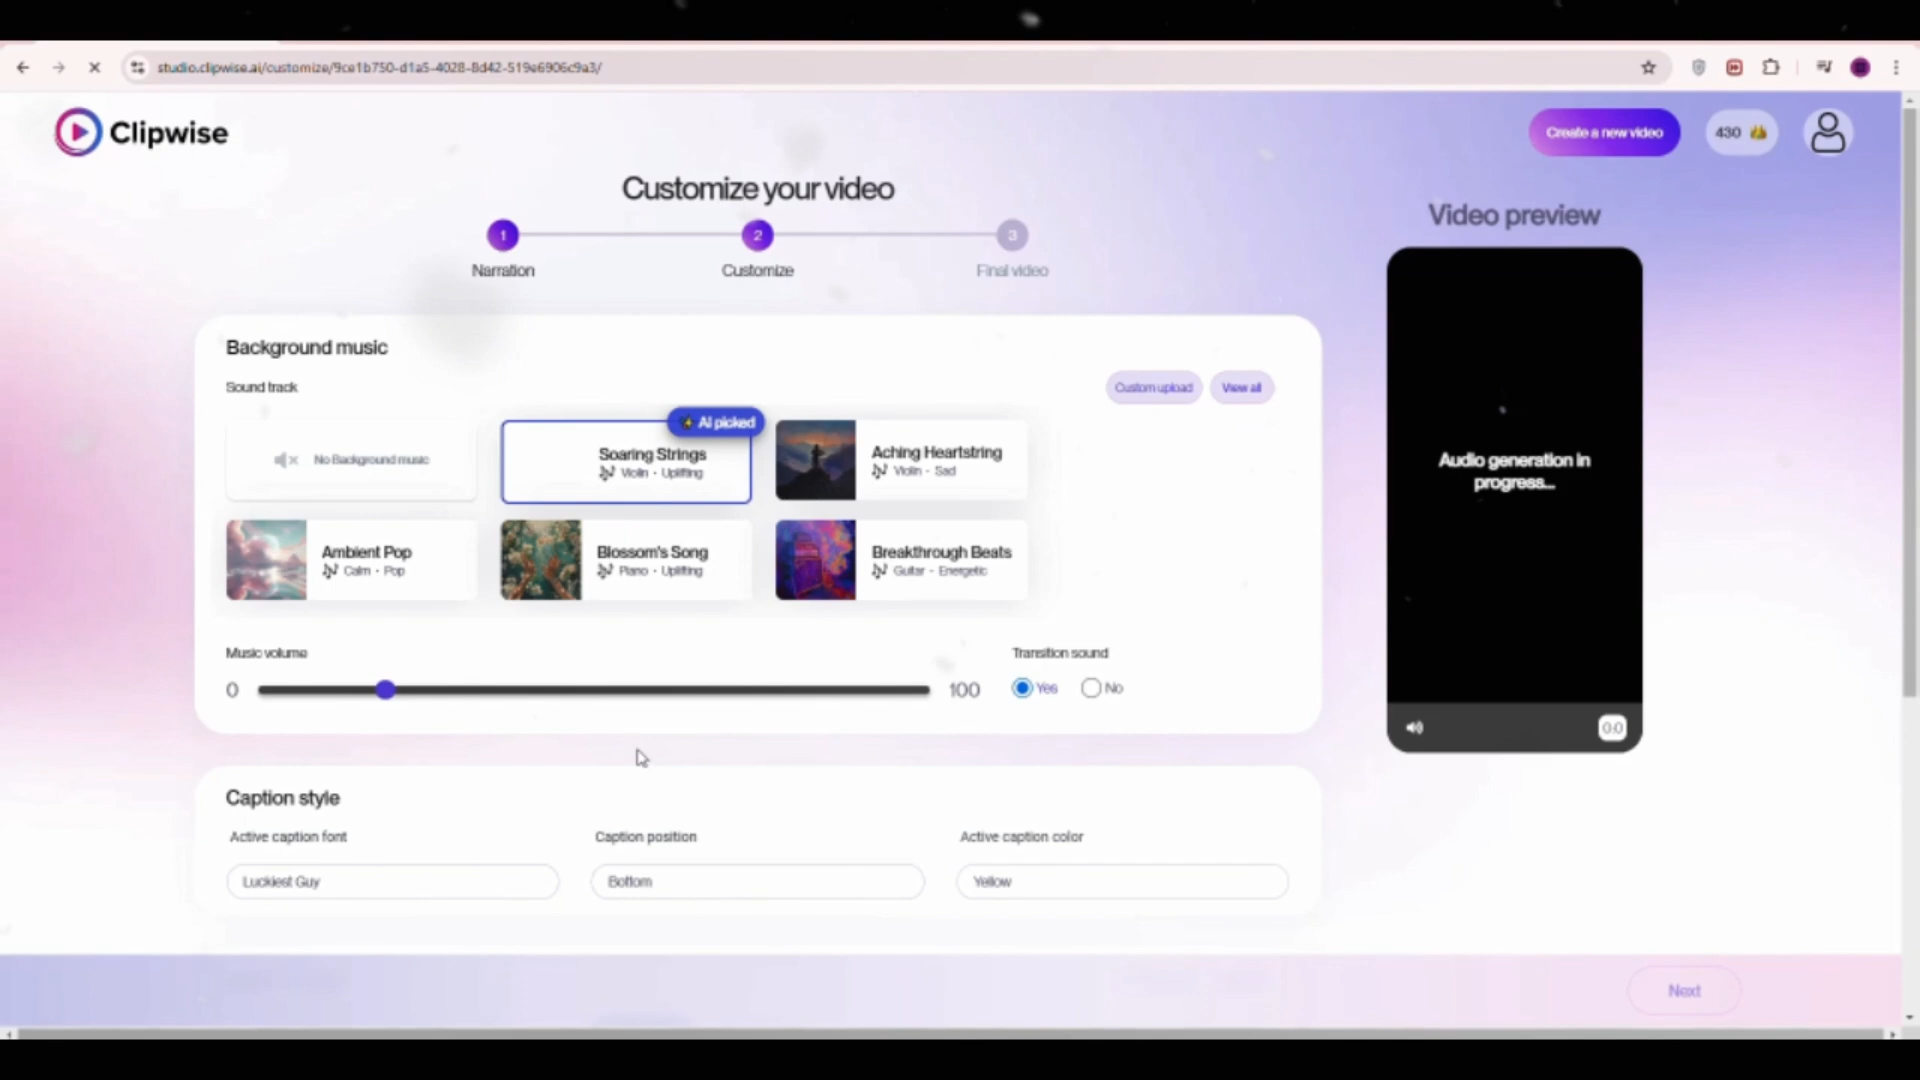 studio.clipwise.ai/customize/9ce1b750-d1a5-4028-8d42-519e6906c9a3/
Clipwise
Create a new video
430
Customize your video
1
2
3
Narration
Customize
Final video
Video preview
Background music
Sound track
Custom upload
View all
No Background music
AI picked
Soaring Strings
Violin - Uplifting
Aching Heartstring
Violin - Sad
Ambient Pop
Calm - Pop
Blossom's Song
Piano - Uplifting
Breakthrough Beats
Guitar - Energetic
Audio generation in
progress...
0.0
Music volume
0
100
Transition sound
Yes
No
Caption style
Active caption font
Caption position
Active caption color
Luckiest Guy
Bottom
Yellow
Next